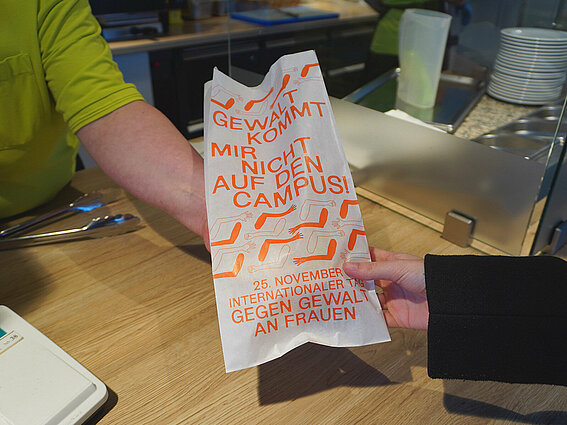 GEWALT
KOMMT
MIR NICHT
AUF DEN
CAMPUS!
25. NOVEMBER
INTERNATIONALER TAG
GEGEN GEWALT
AN FRAUEN